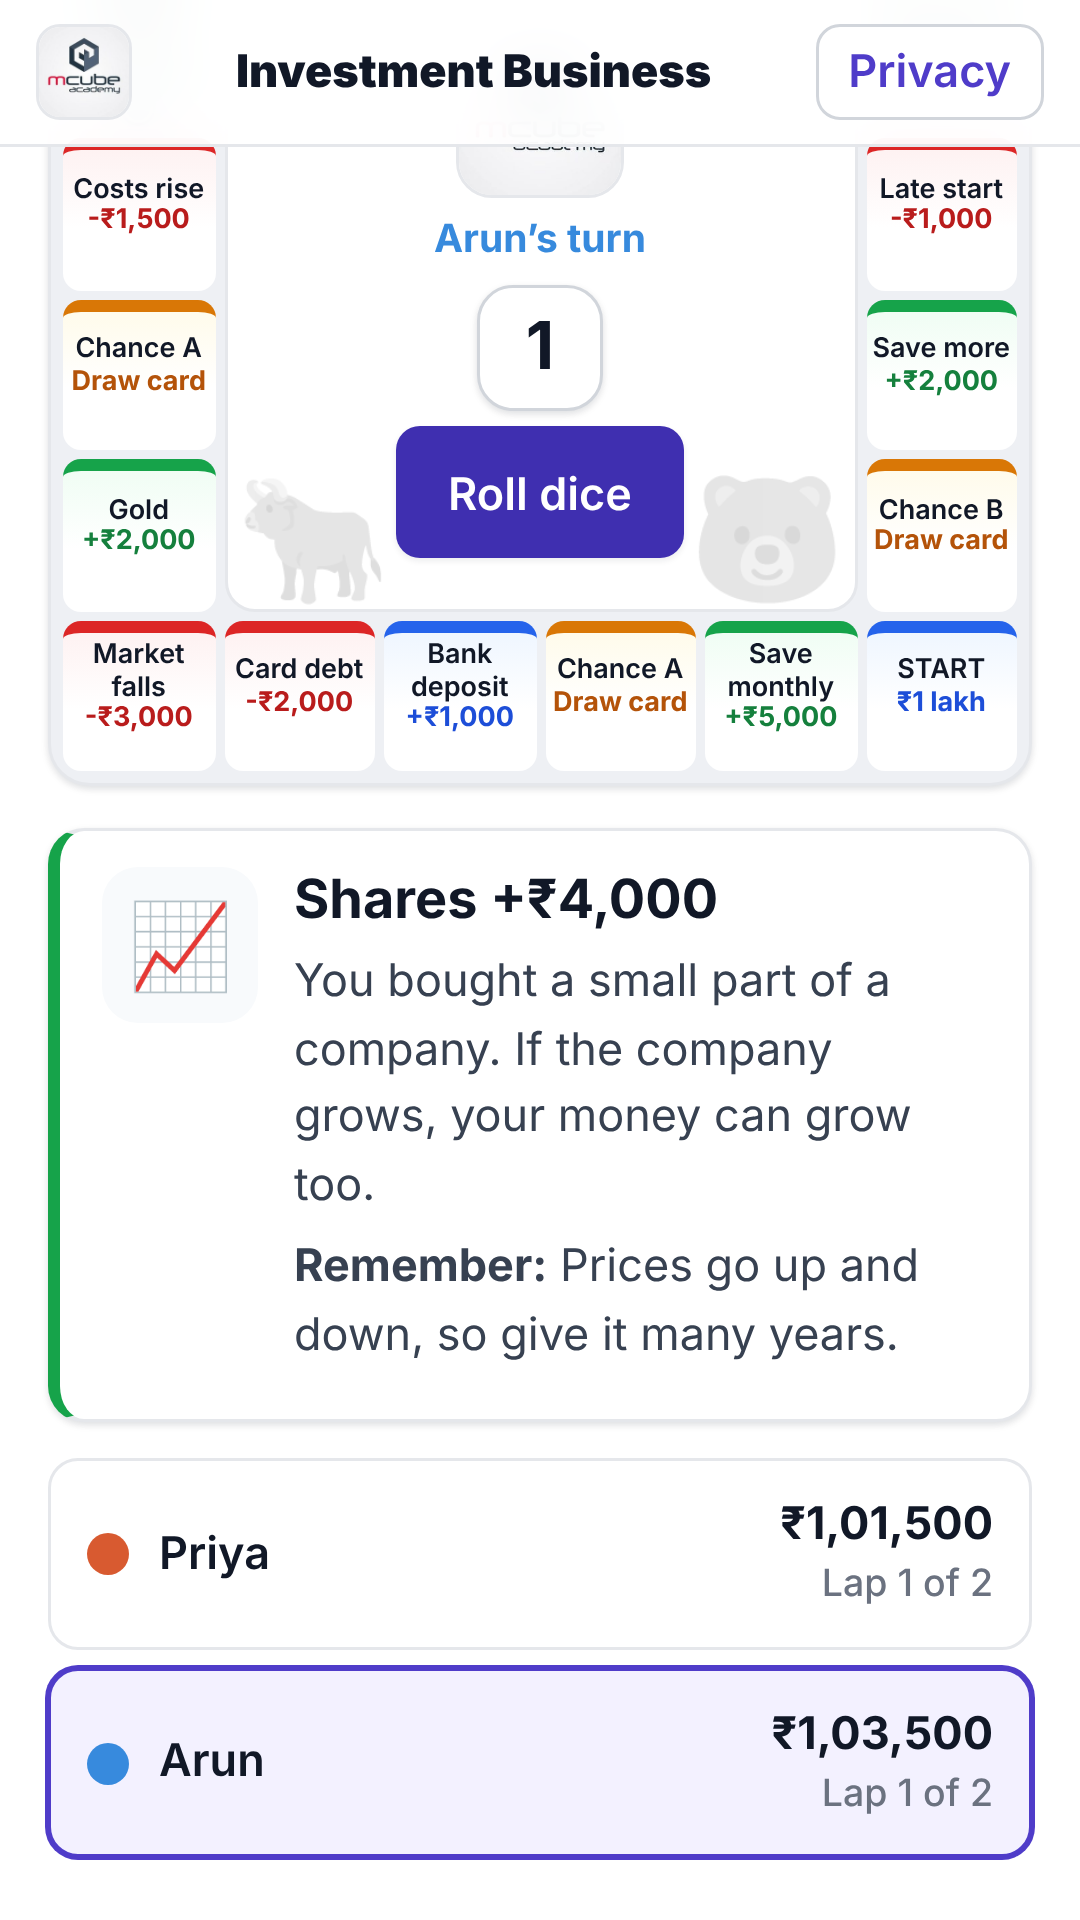 mcube
academy
Investment Business
Privacy
Costs rise
-₹1,500
Late start
-₹1,000
Arun’s turn
1
Chance A
Draw card
Save more
+₹2,000
Roll dice
Gold
+₹2,000
Chance B
Draw card
Market
falls
-₹3,000
Card debt
-₹2,000
Bank
deposit
+₹1,000
Chance A
Draw card
Save
monthly
+₹5,000
START
₹1 lakh
Shares +₹4,000
You bought a small part of a
company. If the company
grows, your money can grow
too.
Remember: Prices go up and
down, so give it many years.
Priya
₹1,01,500
Lap 1 of 2
Arun
₹1,03,500
Lap 1 of 2